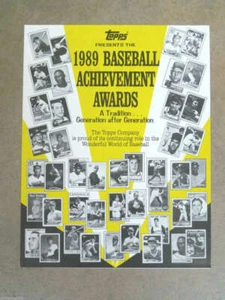 Topps
PRESENTS THE
1989 BASEBALL
ACHIEVEMENT
AWARDS
A Tradition...
Generation after Generation
The Topps Company
is proud of its continuing role in the
Wonderful World of Baseball